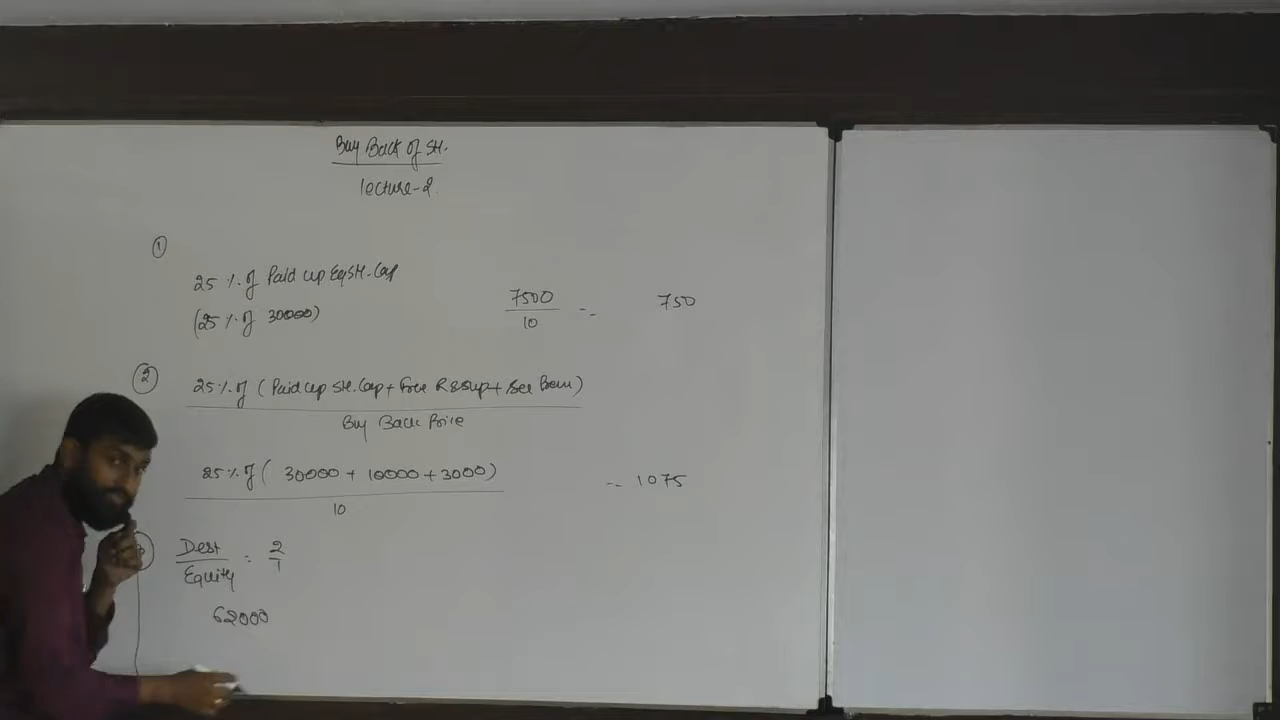 Buy Back of SH.
lecture-2.
①
25 %. of Paid up EqSH. Cap
(25 %. of 30000)
7500
10
750
②
25 %. of (Paid up SH. Cap + Free R&Sup + Sec Prem)
Buy Back Price
25 %. of ( 30000 + 10000 + 3000)
10
1075
Debt
Equity
= 2
1
62000